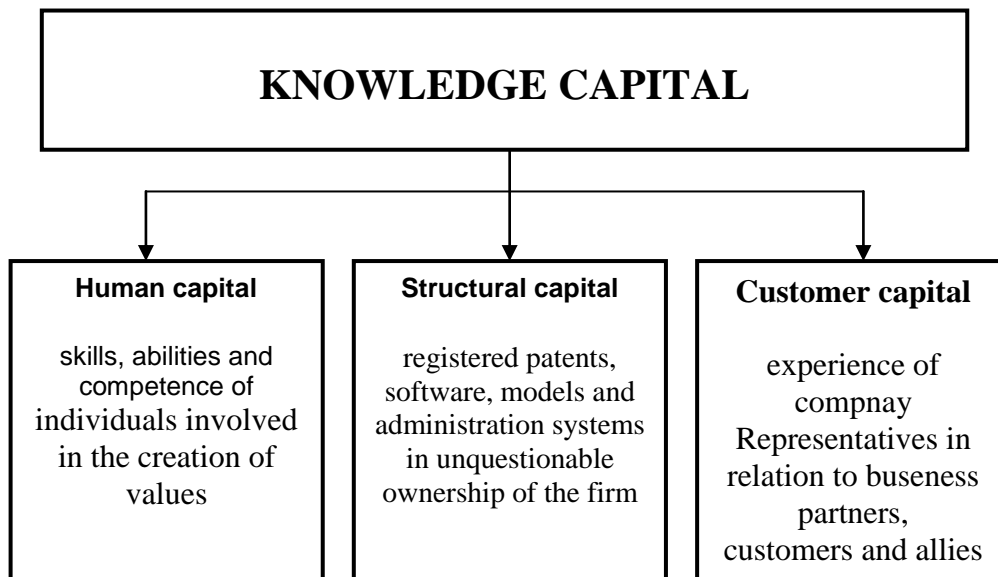 KNOWLEDGE CAPITAL
Human capital
skills, abilities and
competence of
individuals involved
in the creation of
values
Structural capital
registered patents,
software, models and
administration systems
in unquestionable
ownership of the firm
Customer capital
experience of
compnay
Representatives in
relation to buseness
partners,
customers and allies